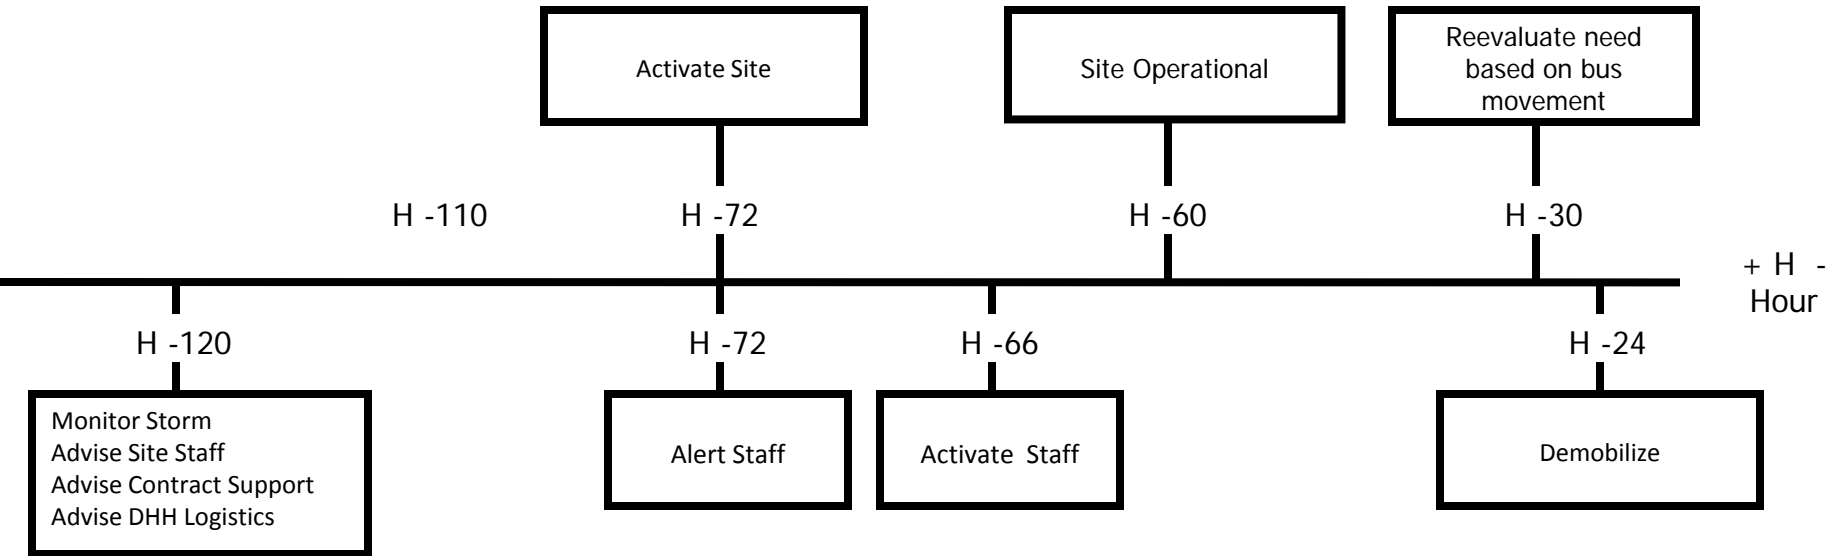 Activate Site
Site Operational
Reevaluate need
based on bus
movement
H -110
H -72
H -60
H -30
+ H -
Hour
H -120
H -72
H -66
H -24
Monitor Storm
Advise Site Staff
Advise Contract Support
Advise DHH Logistics
Alert Staff
Activate Staff
Demobilize